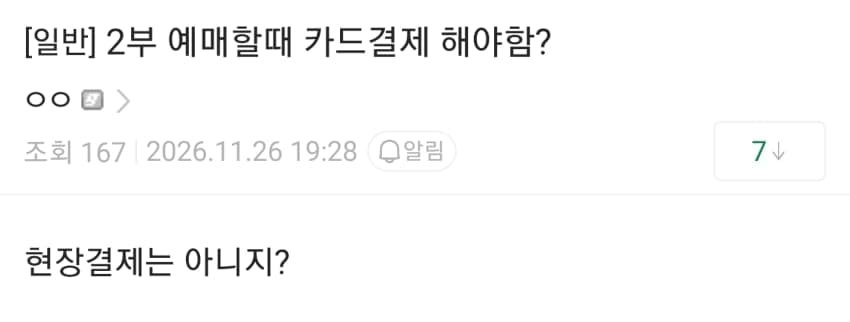 [일반] 2부 예매할때 카드결제 해야함?
ㅇㅇ
조회 167 2026.11.26 19:28 알림
7
현장결제는 아니지?